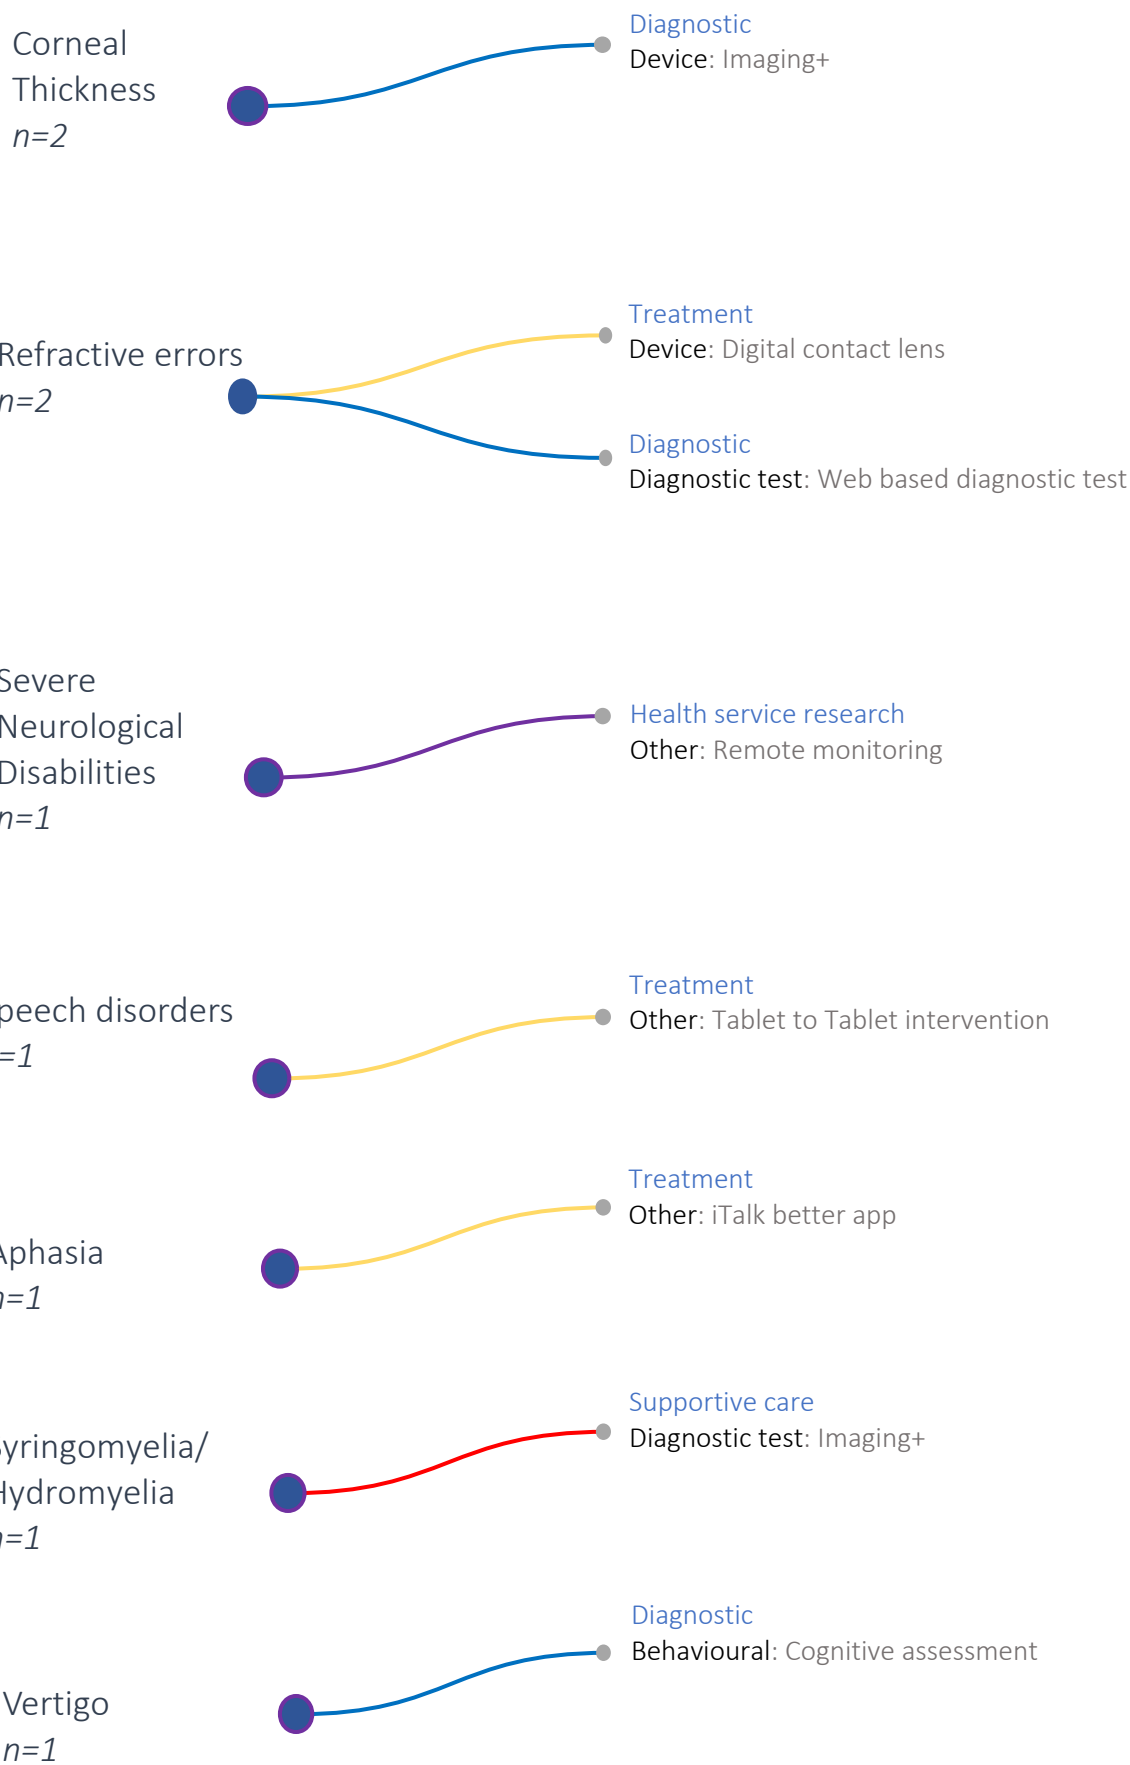 Corneal
Thickness
n=2
Diagnostic
Device: Imaging+
Refractive errors
n=2
Treatment
Device: Digital contact lens
Diagnostic
Diagnostic test: Web based diagnostic test
Severe
Neurological
Disabilities
n=1
Health service research
Other: Remote monitoring
peech disorders
=1
Treatment
Other: Tablet to Tablet intervention
Aphasia
n=1
Treatment
Other: iTalk better app
Syringomyelia/
Hydromyelia
n=1
Supportive care
Diagnostic test: Imaging+
Vertigo
n=1
Diagnostic
Behavioural: Cognitive assessment